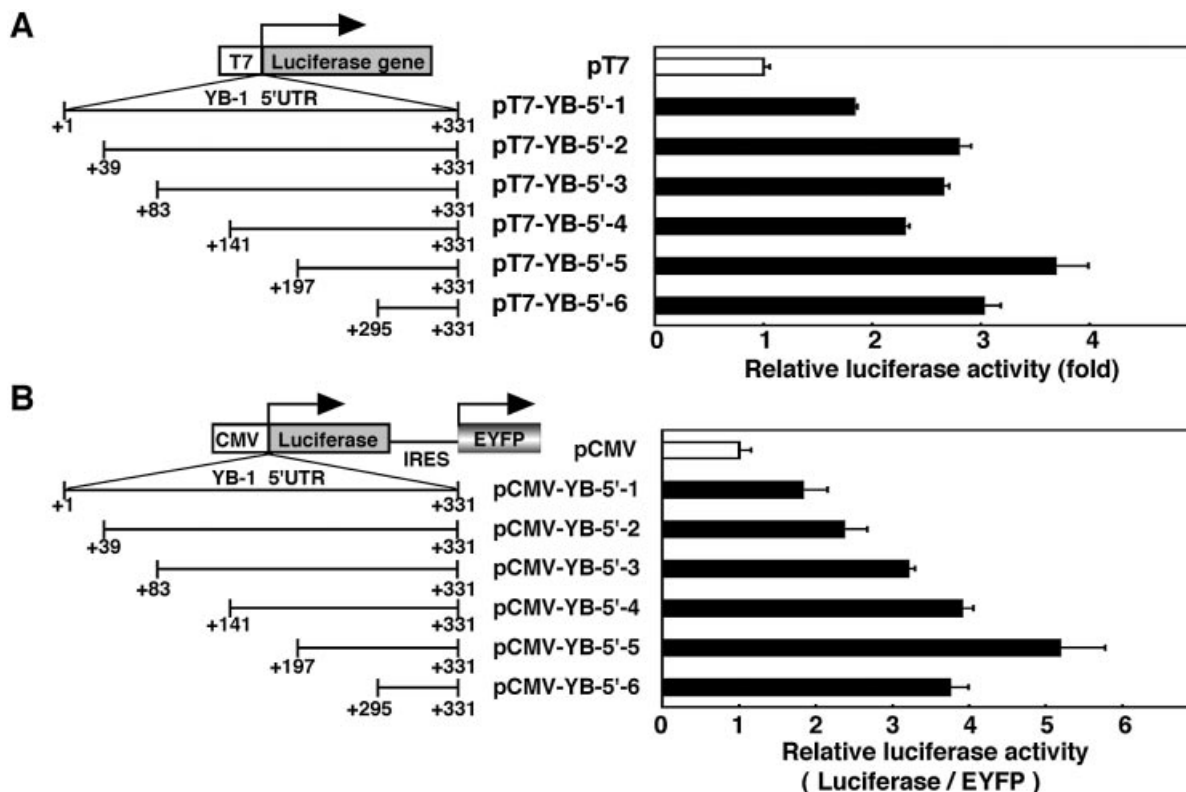 A
T7 Luciferase gene
YB-1 5'UTR
+1 +331
+39 +331
+83 +331
+141 +331
+197 +331
+295 +331
pT7
pT7-YB-5'-1
pT7-YB-5'-2
pT7-YB-5'-3
pT7-YB-5'-4
pT7-YB-5'-5
pT7-YB-5'-6
0 1 2 3 4
Relative luciferase activity (fold)
B
CMV Luciferase EYFP
IRES
YB-1 5'UTR
+1 +331
+39 +331
+83 +331
+141 +331
+197 +331
+295 +331
pCMV
pCMV-YB-5'-1
pCMV-YB-5'-2
pCMV-YB-5'-3
pCMV-YB-5'-4
pCMV-YB-5'-5
pCMV-YB-5'-6
0 1 2 3 4 5 6
Relative luciferase activity
( Luciferase / EYFP )